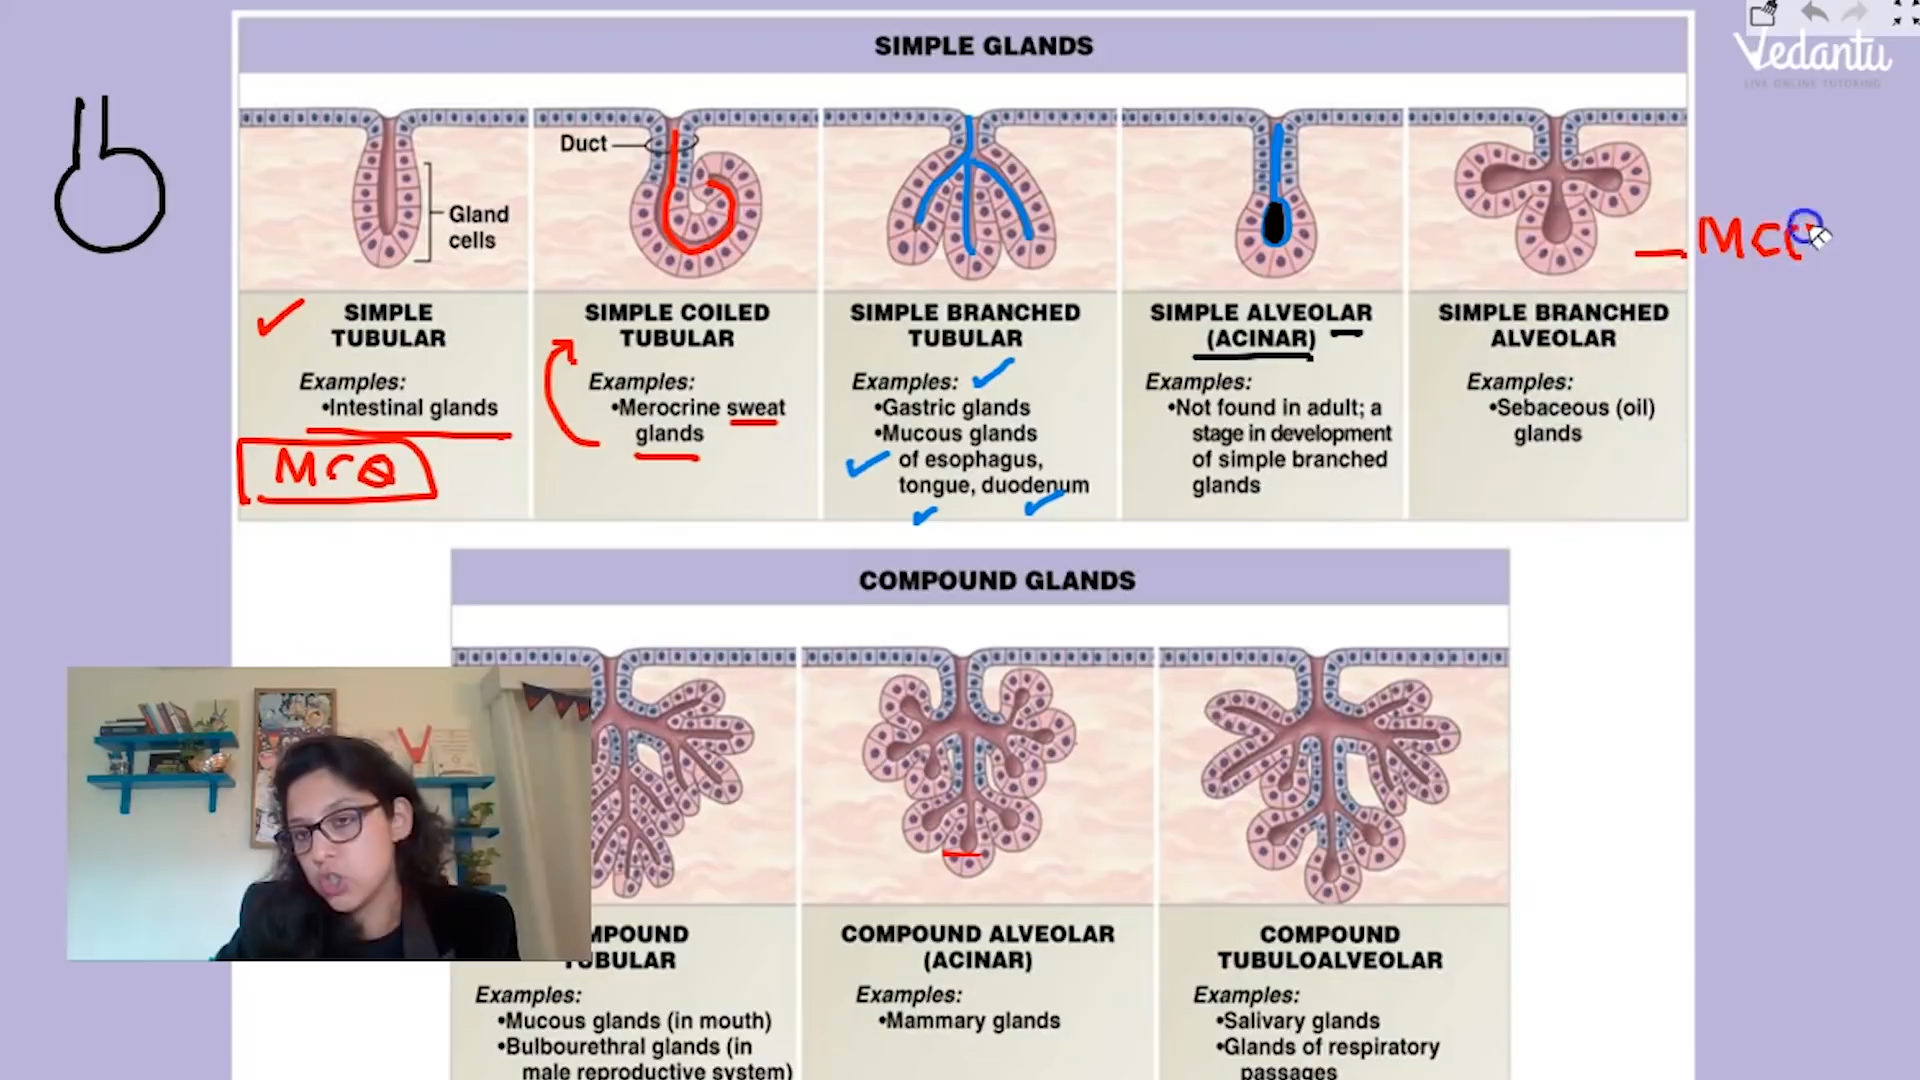 SIMPLE GLANDS
Vedantu
LIVE ONLINE TUTORING
Duct
Gland
cells
MCQ
SIMPLE
TUBULAR
Examples:
•Intestinal glands
MCQ
SIMPLE COILED
TUBULAR
Examples:
•Merocrine sweat
glands
SIMPLE BRANCHED
TUBULAR
Examples:
•Gastric glands
•Mucous glands
of esophagus,
tongue, duodenum
SIMPLE ALVEOLAR
(ACINAR)
Examples:
•Not found in adult; a
stage in development
of simple branched
glands
SIMPLE BRANCHED
ALVEOLAR
Examples:
•Sebaceous (oil)
glands
COMPOUND GLANDS
MPOUND
TUBULAR
Examples:
•Mucous glands (in mouth)
•Bulbourethral glands (in
male reproductive system)
COMPOUND ALVEOLAR
(ACINAR)
Examples:
•Mammary glands
COMPOUND
TUBULOALVEOLAR
Examples:
•Salivary glands
•Glands of respiratory
passages